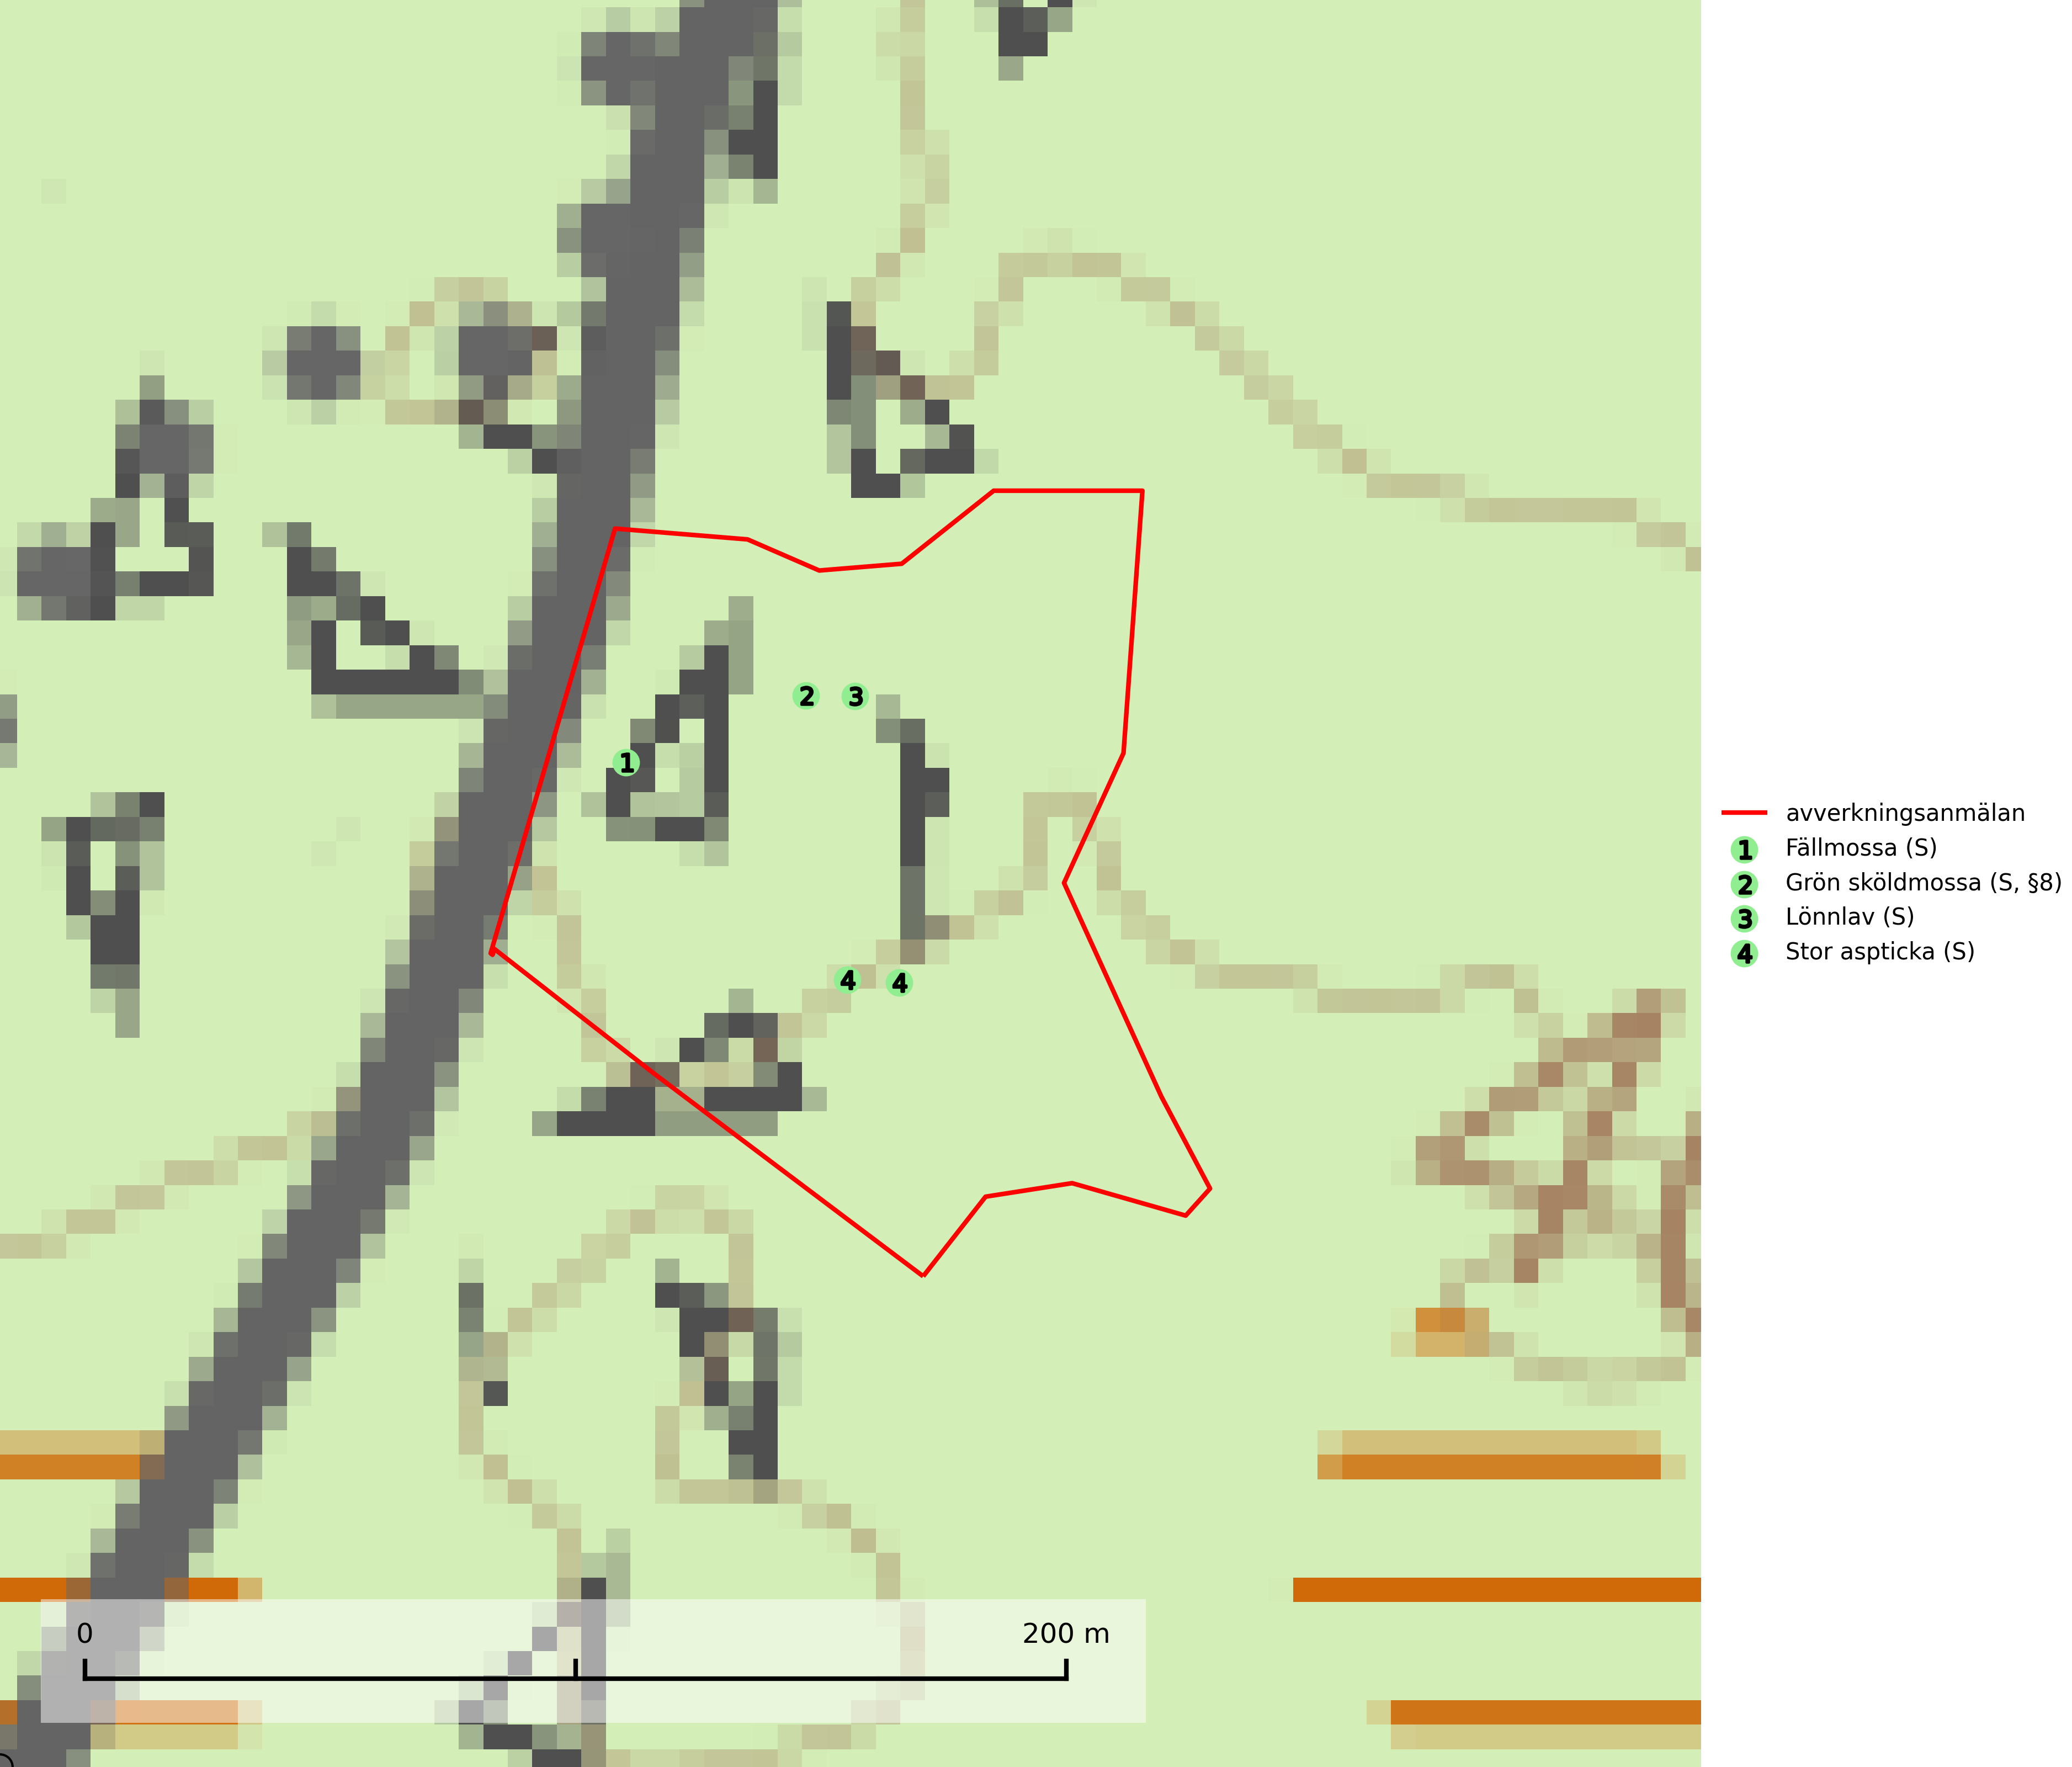 2
3
1
4
4
avverkningsanmälan
1 Fällmossa (S)
2 Grön sköldmossa (S, §8)
3 Lönnlav (S)
4 Stor aspticka (S)
0 200 m